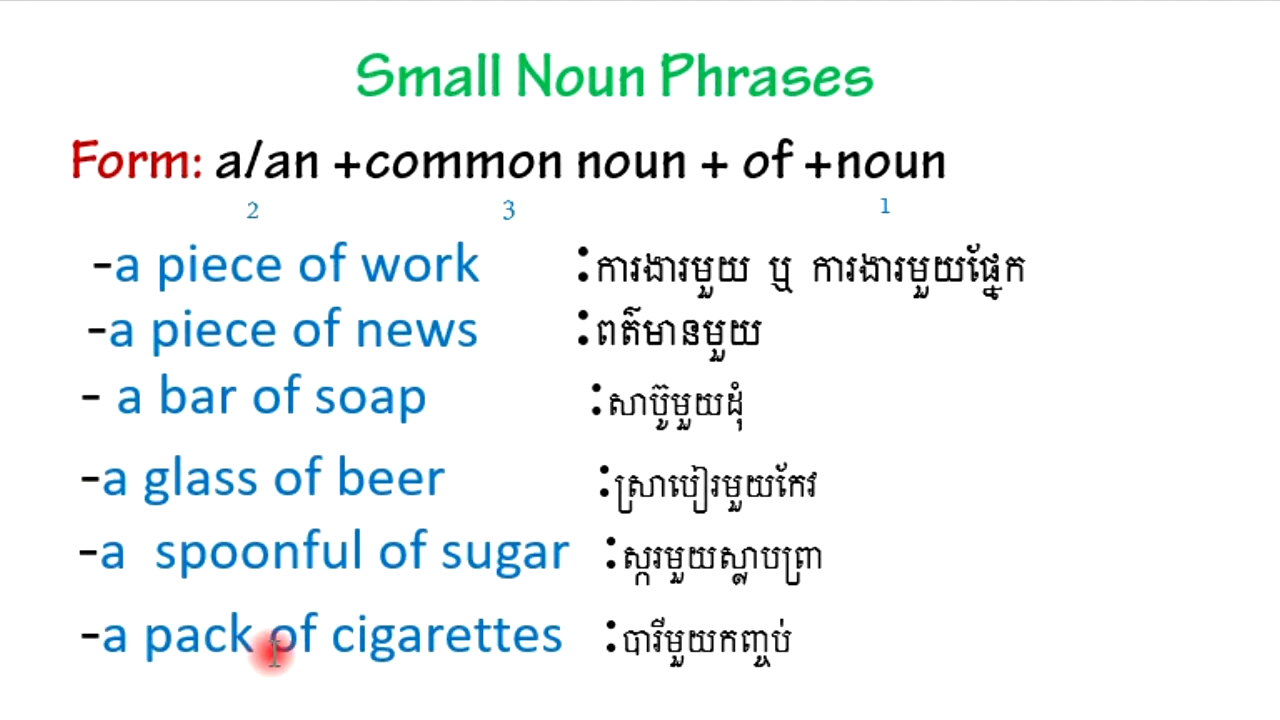 Small Noun Phrases
Form: a/an +common noun + of +noun
2 3 1
-a piece of work :ការងារមួយ ឬ ការងារមួយផ្នែក
-a piece of news :ពត៌មានមួយ
- a bar of soap :សាប៊ូមួយដុំ
-a glass of beer :ស្រាបៀរមួយកែវ
-a spoonful of sugar :ស្ករមួយស្លាបព្រា
-a pack of cigarettes :បារីមួយកញ្ចប់